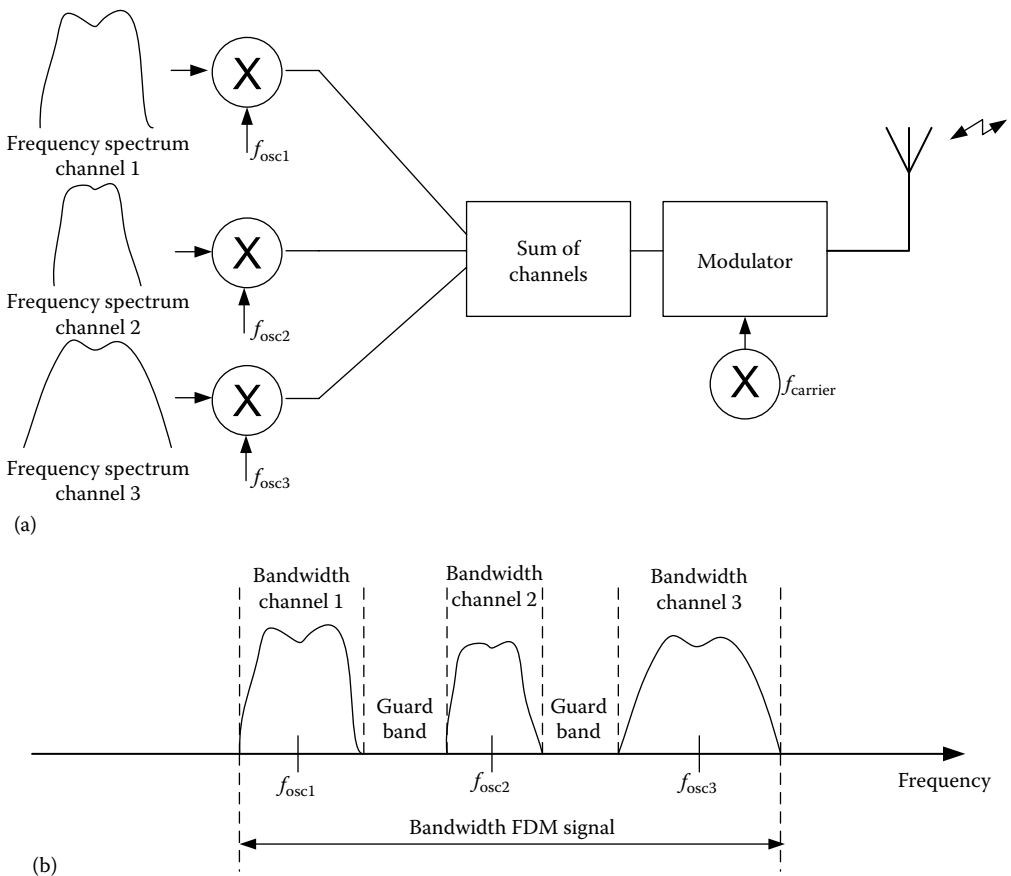 X
Frequency spectrum
channel 1
f_osc1
X
Frequency spectrum
channel 2
f_osc2
Sum of
channels
Modulator
X
Frequency spectrum
channel 3
f_osc3
X
f_carrier
(a)
Bandwidth
channel 1
Bandwidth
channel 2
Bandwidth
channel 3
Guard
band
Guard
band
f_osc1
f_osc2
f_osc3
Frequency
Bandwidth FDM signal
(b)